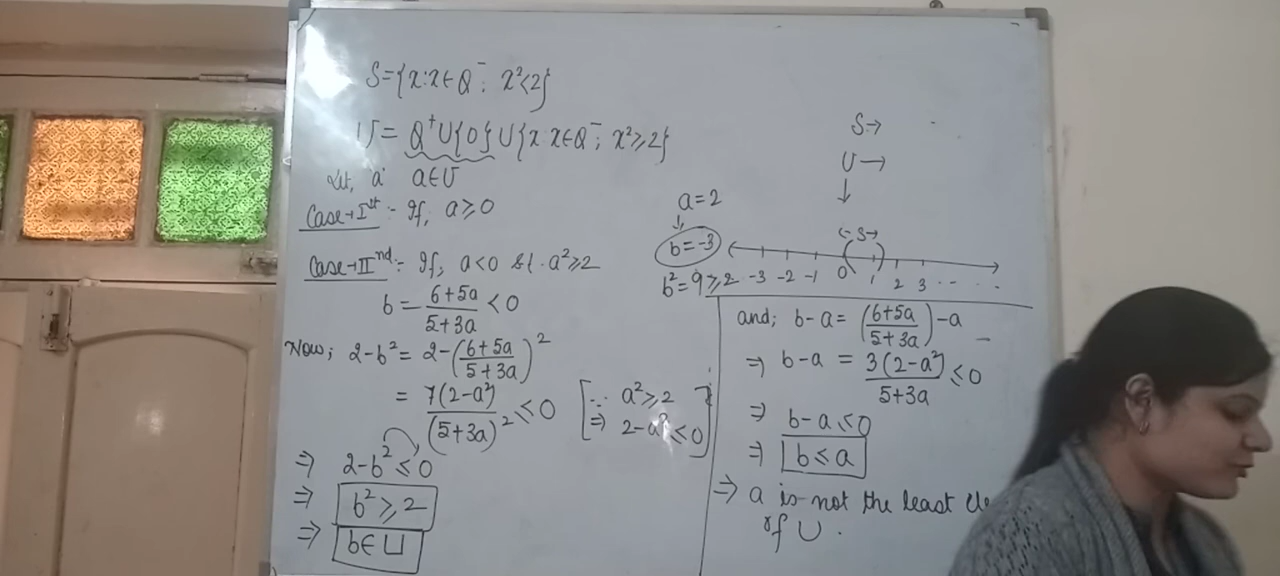 S={x:x∈Q⁻; x²<2}
U= Q⁺U{0}U{x:x∈Q⁻; x²≥2}
Let, 'a' a∈U
Case→Iˢᵗ:- If, a≥0
Case→IIⁿᵈ:- If, a<0 &l. a²≥2
b = (6+5a)/(5+3a) < 0
Now; 2-b² = 2-((6+5a)/(5+3a))²
= 7(2-a²)/(5+3a)² ≤ 0 [∵ a²≥2
⇒ 2-a² ≤ 0]
⇒ 2-b² ≤ 0
⇒ b² ≥ 2
⇒ b∈U
S→
U→
↓
a=2
↓
b=-3
b²=9≥2
←S→
-3 -2 -1 0 1 2 3 ...
and; b-a = ((6+5a)/(5+3a))-a
⇒ b-a = 3(2-a²)/(5+3a) ≤ 0
⇒ b-a ≤ 0
⇒ b≤a
⇒ a is not the least
of U.